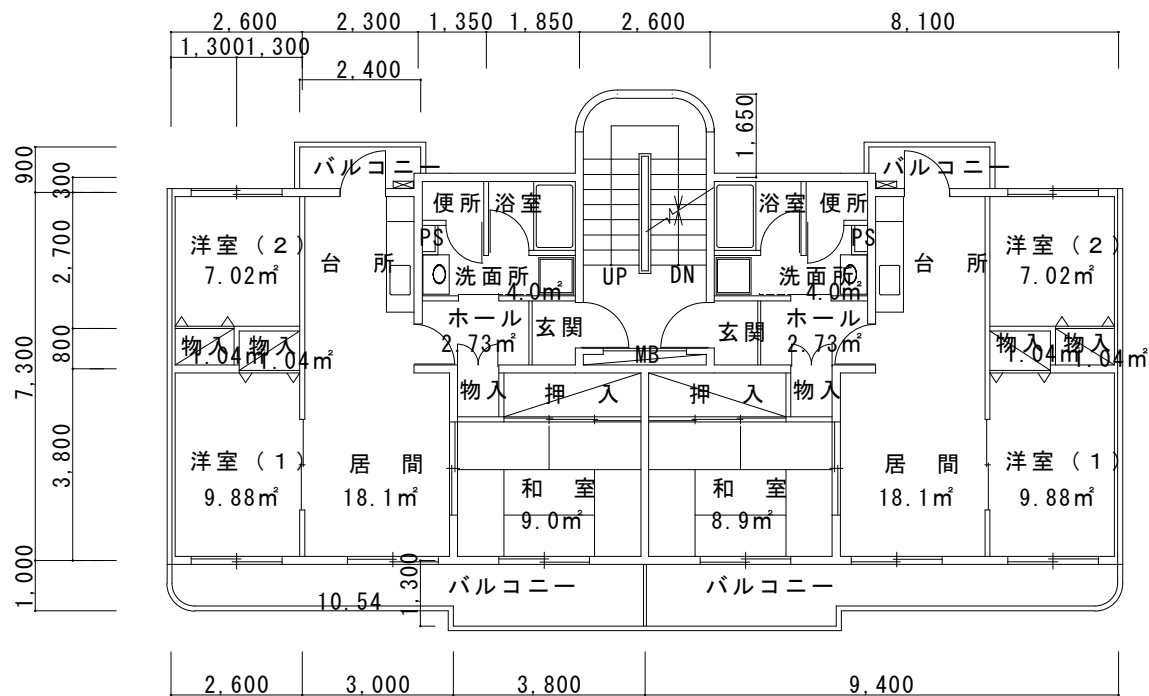 2,600 2,300 1,350 1,850 2,600 8,100
1,300 1,300
2,400
1,650
900
300
2,700
800
7,300
3,800
1,000
バルコニー バルコニー
便所 浴室 浴室 便所
PS PS
洋室(2) 台 所 洗面所 UP DN 洗面所 台 所 洋室(2)
7.02㎡ 4.0㎡ 4.0㎡ 7.02㎡
ホール 玄関 玄関 ホール
2.73㎡ 2.73㎡
物入 物入 MB 物入 物入
1.04㎡ 1.04㎡ 1.04㎡ 1.04㎡
物入 押 入 押 入 物入
洋室(1) 居 間 和 室 和 室 居 間 洋室(1)
9.88㎡ 18.1㎡ 9.0㎡ 8.9㎡ 18.1㎡ 9.88㎡
1,300
バルコニー バルコニー
10.54
2,600 3,000 3,800 9,400